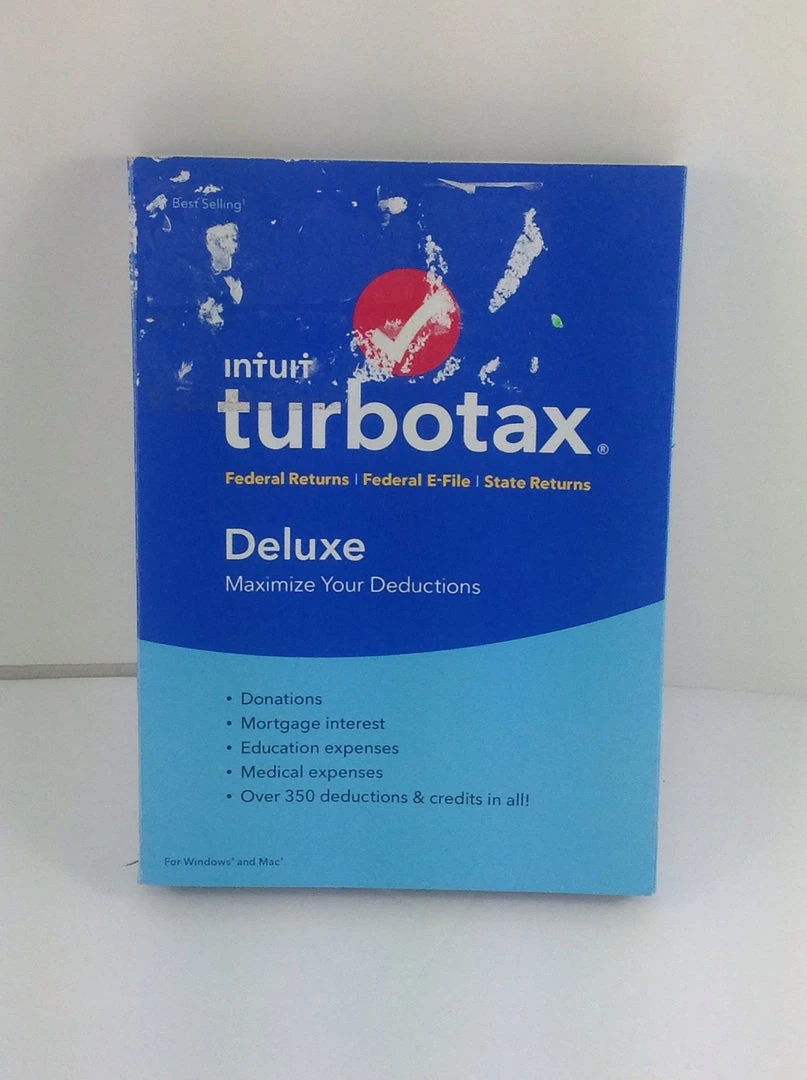 Best Selling¹
intuit
turbotax®
Federal Returns | Federal E-File | State Returns
Deluxe
Maximize Your Deductions
• Donations
• Mortgage interest
• Education expenses
• Medical expenses
• Over 350 deductions & credits in all!
For Windows® and Mac®